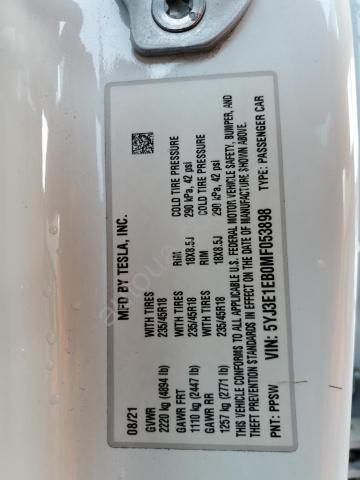 MFD BY TESLA, INC.
08/21
GVWR
2220 kg (4894 lb)
WITH TIRES
235/45R18
RIM
18X8.5J
COLD TIRE PRESSURE
290 kPa, 42 psi
GAWR FRT
1110 kg (2447 lb)
WITH TIRES
235/45R18
RIM
18X8.5J
COLD TIRE PRESSURE
290 kPa, 42 psi
GAWR RR
1257 kg (2771 lb)
THIS VEHICLE CONFORMS TO ALL APPLICABLE U.S. FEDERAL MOTOR VEHICLE SAFETY, BUMPER, AND
THEFT PREVENTION STANDARDS IN EFFECT ON THE DATE OF MANUFACTURE SHOWN ABOVE.
VIN: 5YJ3E1EB0MF053898
TYPE: PASSENGER CAR
PNT: PPSW